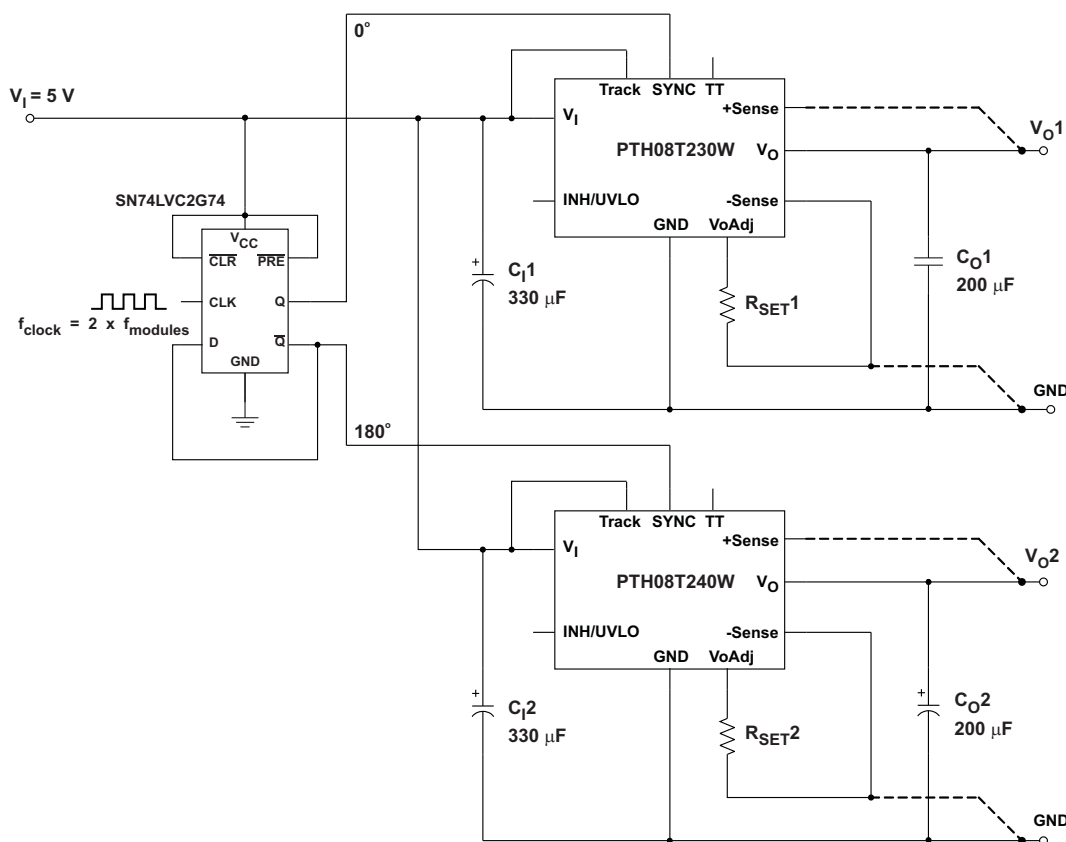 0°
V_I = 5 V
Track SYNC TT
V_I
+Sense
V_O1
PTH08T230W
V_O
SN74LVC2G74
INH/UVLO
-Sense
GND VoAdj
V_CC
C̅L̅R̅ P̅R̅E̅
CLK Q
D Q̅
GND
f_clock = 2 x f_modules
+
C_I1
330 μF
R_SET1
C_O1
200 μF
GND
180°
Track SYNC TT
V_I
+Sense
V_O2
PTH08T240W
V_O
INH/UVLO
-Sense
GND VoAdj
+
C_I2
330 μF
R_SET2
+
C_O2
200 μF
GND